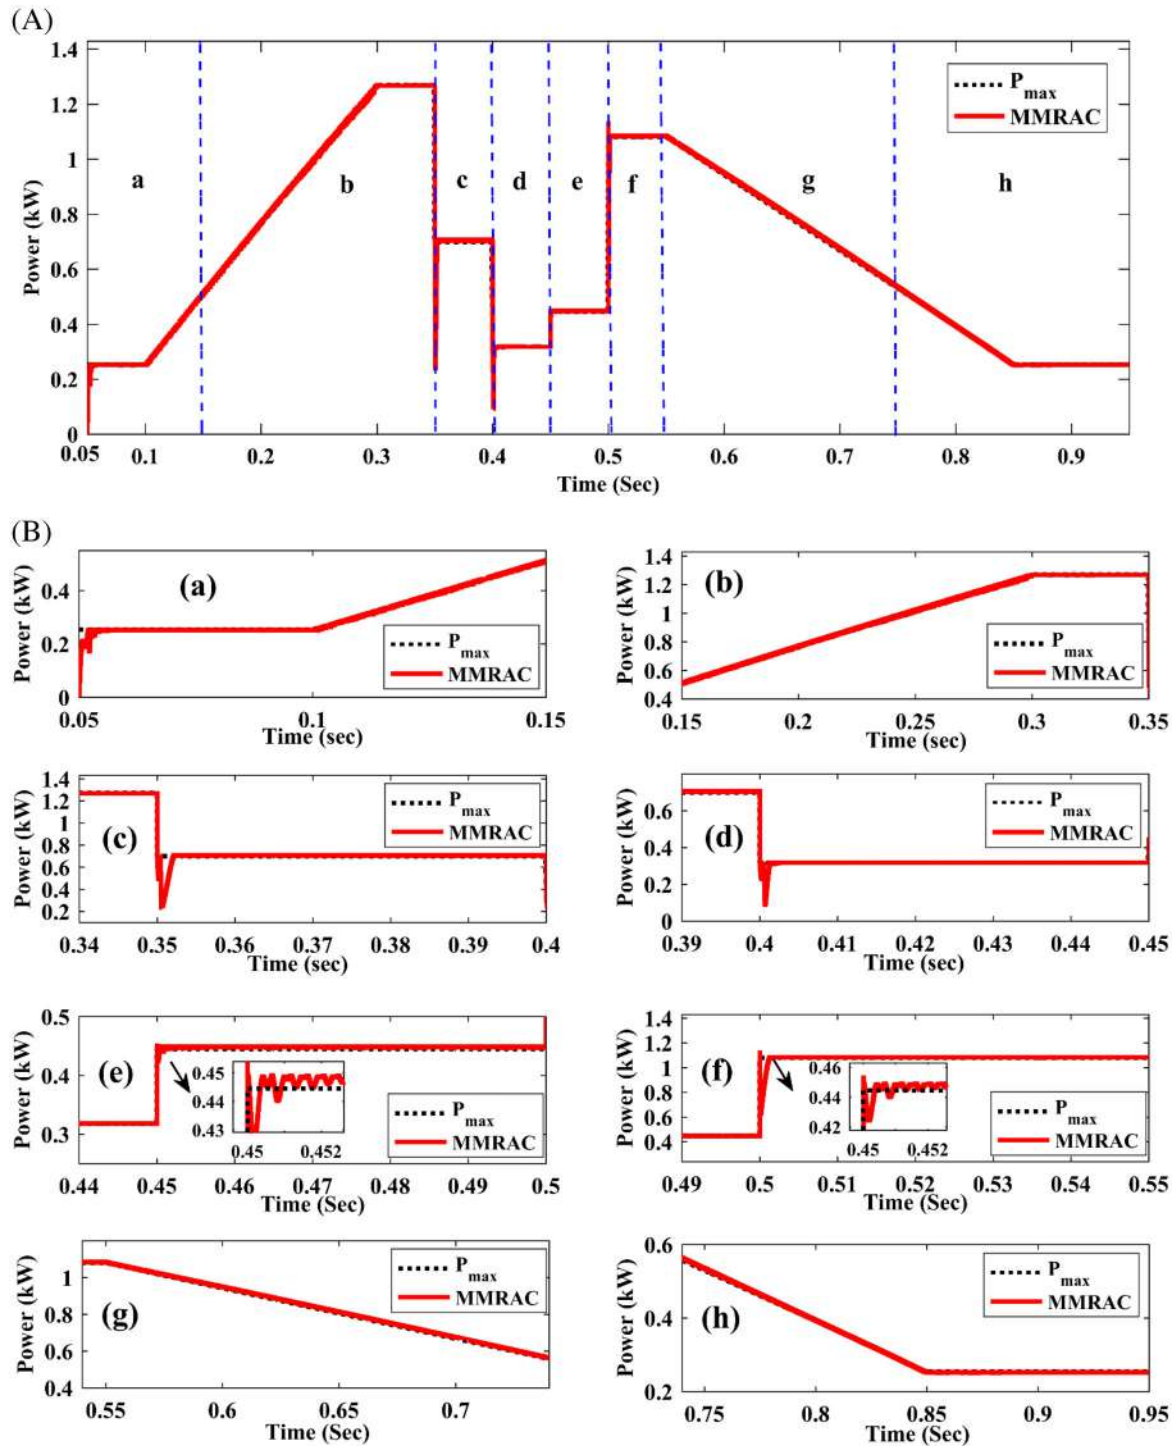 (A)
1.4
P_max
MMRAC
1.2
1
a
b
c
d
e
f
g
h
0.8
Power (kW)
0.6
0.4
0.2
0
0.05 0.1 0.2 0.3 0.4 0.5 0.6 0.7 0.8 0.9
Time (Sec)
(B)
(a)
Power (kW)
0.4
0.2
0
P_max
MMRAC
0.05 0.1 0.15
Time (sec)
(b)
Power (kW)
1.4
1.2
1
0.8
0.6
0.4
P_max
MMRAC
0.15 0.2 0.25 0.3 0.35
Time (sec)
(c)
Power (kW)
1.4
1.2
1
0.8
0.6
0.4
0.2
P_max
MMRAC
0.34 0.35 0.36 0.37 0.38 0.39 0.4
Time (sec)
(d)
Power (kW)
0.6
0.4
0.2
0
P_max
MMRAC
0.39 0.4 0.41 0.42 0.43 0.44 0.45
Time (sec)
(e)
Power (kW)
0.5
0.4
0.3
0.45
0.44
0.43
0.45 0.452
P_max
MMRAC
0.44 0.45 0.46 0.47 0.48 0.49 0.5
Time (Sec)
(f)
Power (kW)
1.4
1.2
1
0.8
0.6
0.4
0.46
0.44
0.42
0.45 0.452
P_max
MMRAC
0.49 0.5 0.51 0.52 0.53 0.54 0.55
Time (Sec)
(g)
Power (kW)
1
0.8
0.6
0.4
P_max
MMRAC
0.55 0.6 0.65 0.7
Time (Sec)
(h)
Power (kW)
0.6
0.4
0.2
P_max
MMRAC
0.75 0.8 0.85 0.9 0.95
Time (Sec)